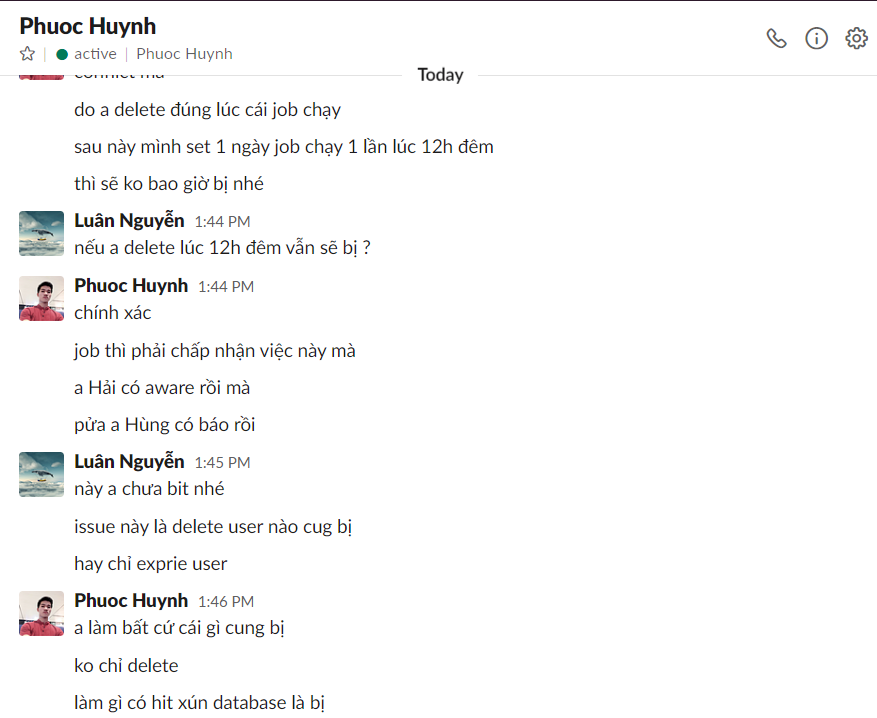 Phuoc Huynh
active | Phuoc Huynh
Today
do a delete đúng lúc cái job chạy
sau này mình set 1 ngày job chạy 1 lần lúc 12h đêm
thì sẽ ko bao giờ bị nhé
Luân Nguyễn 1:44 PM
nếu a delete lúc 12h đêm vẫn sẽ bị ?
Phuoc Huynh 1:44 PM
chính xác
job thì phải chấp nhận việc này mà
a Hải có aware rồi mà
pửa a Hùng có báo rồi
Luân Nguyễn 1:45 PM
này a chưa bit nhé
issue này là delete user nào cug bị
hay chỉ exprie user
Phuoc Huynh 1:46 PM
a làm bất cứ cái gì cung bị
ko chỉ delete
làm gì có hit xún database là bị